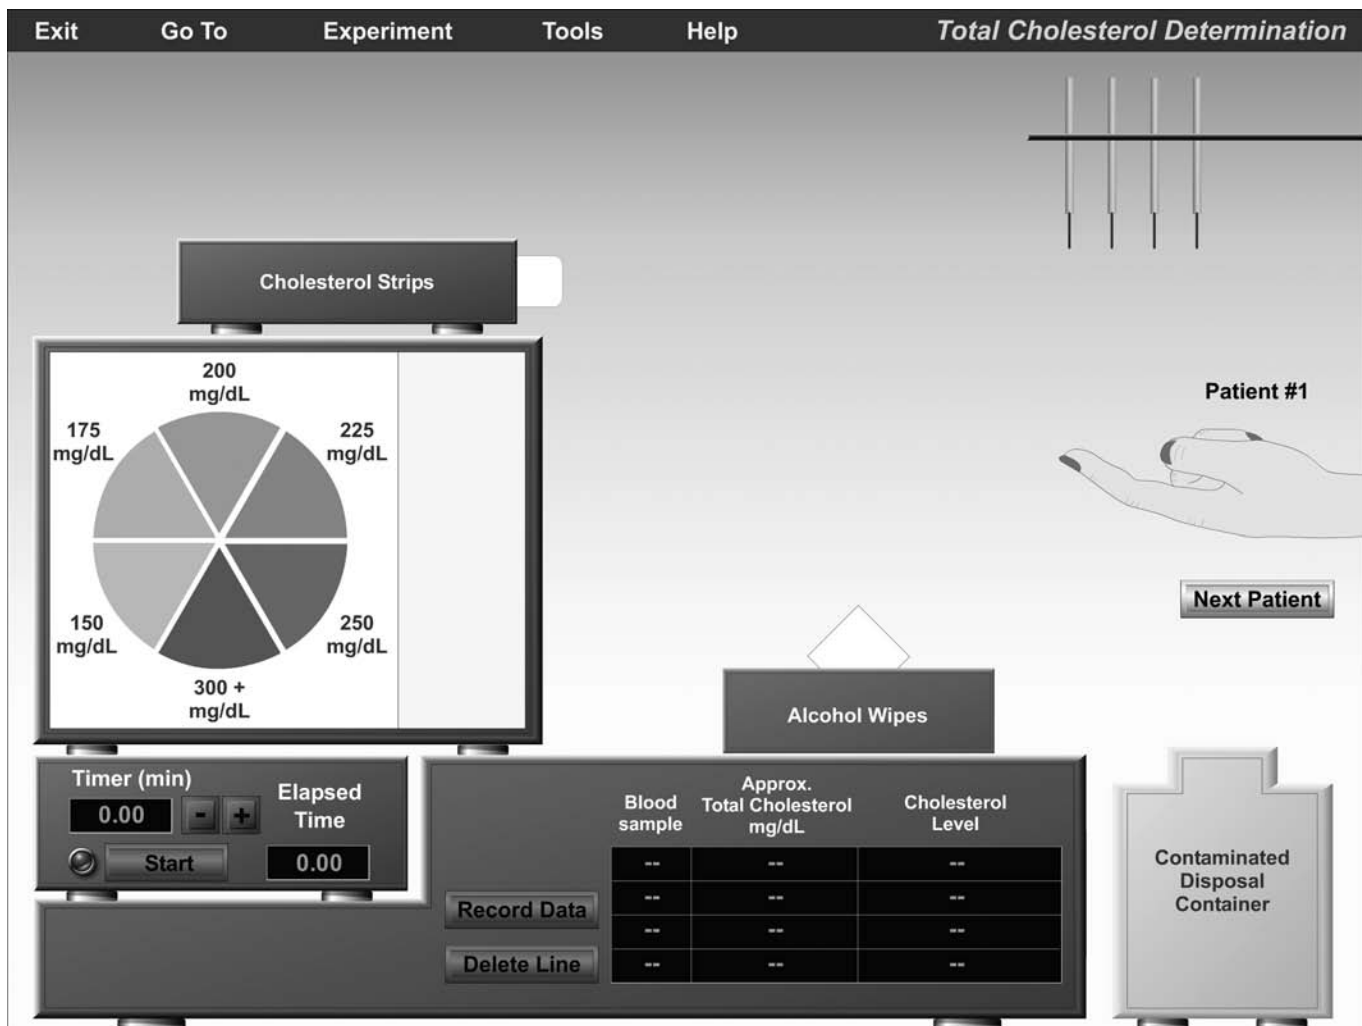 Exit Go To Experiment Tools Help Total Cholesterol Determination
Cholesterol Strips
200
mg/dL
175
mg/dL
225
mg/dL
150
mg/dL
250
mg/dL
300 +
mg/dL
Patient #1
Next Patient
Alcohol Wipes
Timer (min)
0.00 - +
Start
Elapsed
Time
0.00
Blood
sample
Approx.
Total Cholesterol
mg/dL
Cholesterol
Level
-- -- --
-- -- --
-- -- --
-- -- --
Record Data
Delete Line
Contaminated
Disposal
Container